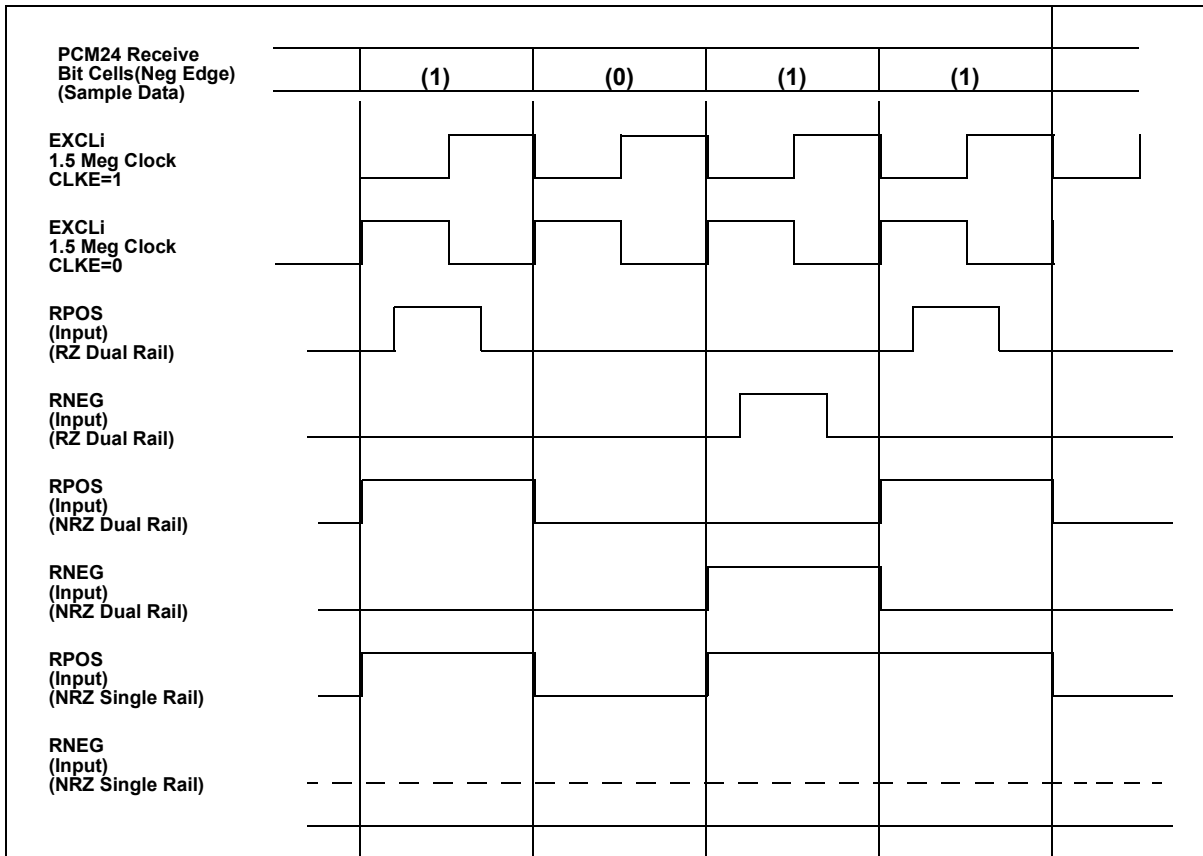 PCM24 Receive
Bit Cells(Neg Edge)
(Sample Data)
(1)
(0)
(1)
(1)
EXCLi
1.5 Meg Clock
CLKE=1
EXCLi
1.5 Meg Clock
CLKE=0
RPOS
(Input)
(RZ Dual Rail)
RNEG
(Input)
(RZ Dual Rail)
RPOS
(Input)
(NRZ Dual Rail)
RNEG
(Input)
(NRZ Dual Rail)
RPOS
(Input)
(NRZ Single Rail)
RNEG
(Input)
(NRZ Single Rail)